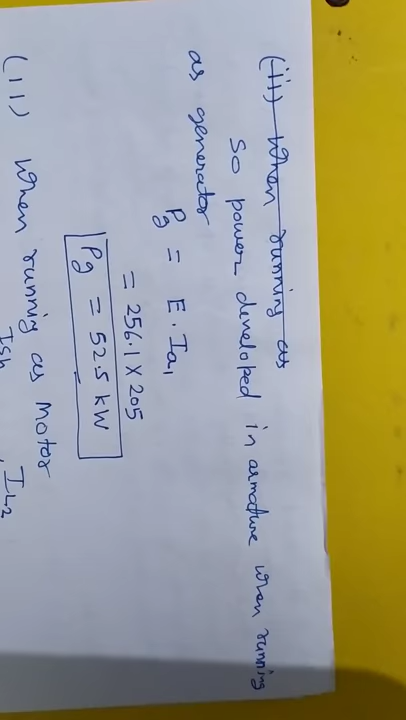 (ii) When running as
So power developed in armature when running
as generator
Pg = E. Ia1
= 256.1 X 205
Pg = 52.5 kW
(II) When running as Motor
Ish, IL2